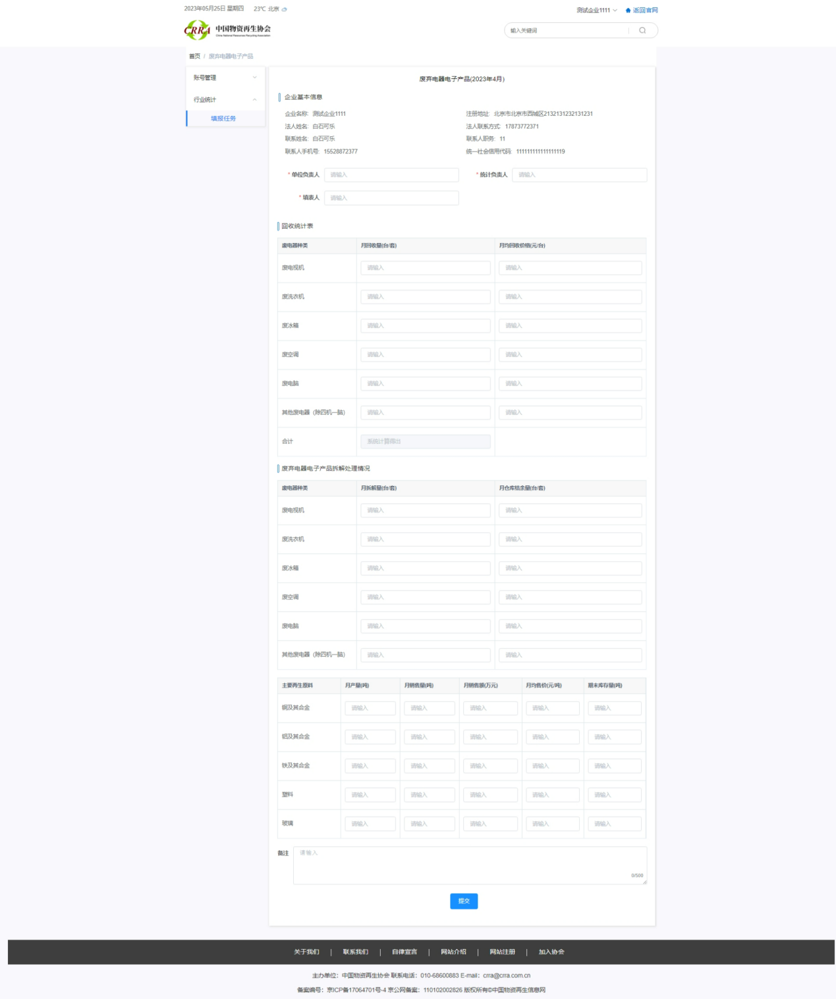 2023年05月25日 星期四 23℃ 北京
测试企业1111 返回官网
CRRA 中国物资再生协会
China National Resources Recycling Association
输入关键词
首页 / 废弃电器电子产品
账号管理
行业统计
填报任务
废弃电器电子产品(2023年4月)
企业基本信息
企业名称: 测试企业1111 注册地址: 北京市北京市西城区2132131232131231
法人姓名: 白石可乐 法人联系方式: 17873772371
联系姓名: 白石可乐 联系人职务: 11
联系人手机号: 15528872377 统一社会信用代码: 111111111111111119
* 单位负责人 请输入 * 统计负责人 请输入
* 填表人 请输入
回收统计表
废电器种类 月回收量(台/套) 月均回收价格(元/台)
废电视机 请输入 请输入
废洗衣机 请输入 请输入
废冰箱 请输入 请输入
废空调 请输入 请输入
废电脑 请输入 请输入
其他废电器（除四机一脑） 请输入 请输入
合计 系统计算得出
废弃电器电子产品拆解处理情况
废电器种类 月拆解量(台/套) 月仓库结余量(台/套)
废电视机 请输入 请输入
废洗衣机 请输入 请输入
废冰箱 请输入 请输入
废空调 请输入 请输入
废电脑 请输入 请输入
其他废电器（除四机一脑） 请输入 请输入
主要再生原料 月产量(吨) 月销售量(吨) 月销售额(万元) 月均售价(元/吨) 期末库存量(吨)
铜及其合金 请输入 请输入 请输入 请输入 请输入
铝及其合金 请输入 请输入 请输入 请输入 请输入
铁及其合金 请输入 请输入 请输入 请输入 请输入
塑料 请输入 请输入 请输入 请输入 请输入
玻璃 请输入 请输入 请输入 请输入 请输入
备注 请输入
0/500
提交
关于我们 | 联系我们 | 自律宣言 | 网站介绍 | 网站注册 | 加入协会
主办单位：中国物资再生协会 联系电话：010-68600883 E-mail：crra@crra.com.cn
备案编号：京ICP备17064701号-4 京公网备案：110102002826 版权所有©中国物资再生信息网